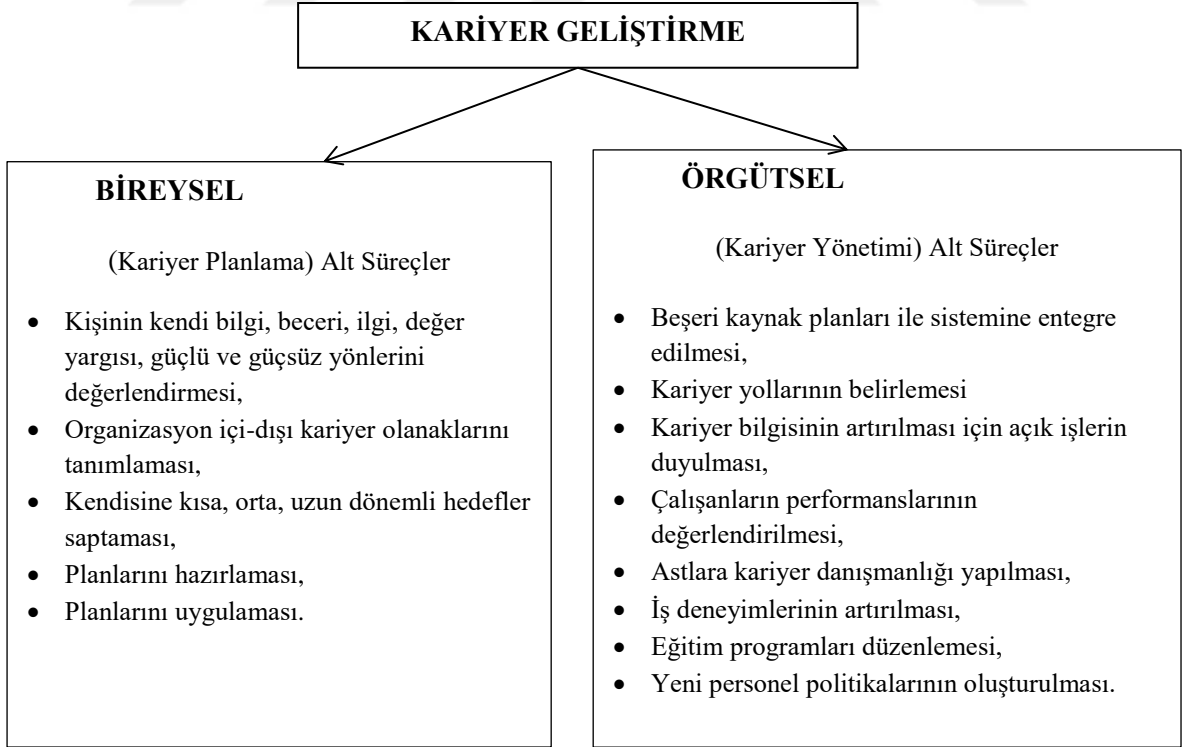 KARİYER GELİŞTİRME
BİREYSEL
(Kariyer Planlama) Alt Süreçler
• Kişinin kendi bilgi, beceri, ilgi, değer
yargısı, güçlü ve güçsüz yönlerini
değerlendirmesi,
• Organizasyon içi-dışı kariyer olanaklarını
tanımlaması,
• Kendisine kısa, orta, uzun dönemli hedefler
saptaması,
• Planlarını hazırlaması,
• Planlarını uygulaması.
ÖRGÜTSEL
(Kariyer Yönetimi) Alt Süreçler
• Beşeri kaynak planları ile sistemine entegre
edilmesi,
• Kariyer yollarının belirlemesi
• Kariyer bilgisinin artırılması için açık işlerin
duyulması,
• Çalışanların performanslarının
değerlendirilmesi,
• Astlara kariyer danışmanlığı yapılması,
• İş deneyimlerinin artırılması,
• Eğitim programları düzenlemesi,
• Yeni personel politikalarının oluşturulması.